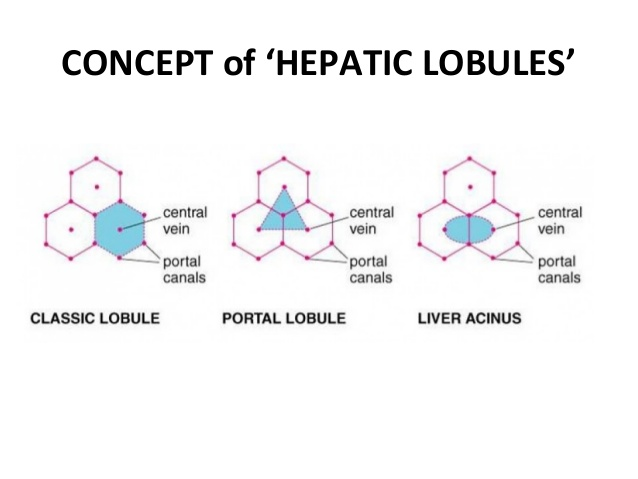 CONCEPT of ‘HEPATIC LOBULES’
central
vein
portal
canals
CLASSIC LOBULE
central
vein
portal
canals
PORTAL LOBULE
central
vein
portal
canals
LIVER ACINUS